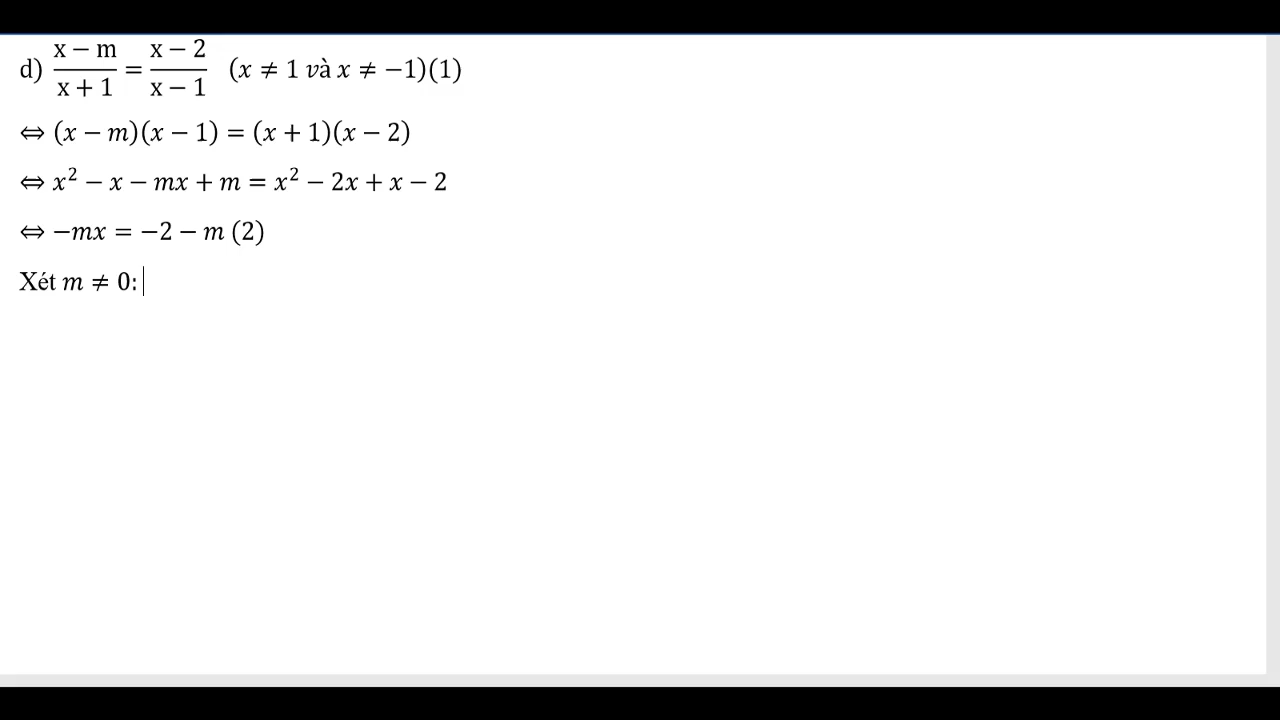 d) (x − m)/(x + 1) = (x − 2)/(x − 1) (x ≠ 1 và x ≠ −1)(1)
⇔ (x − m)(x − 1) = (x + 1)(x − 2)
⇔ x² − x − mx + m = x² − 2x + x − 2
⇔ −mx = −2 − m (2)
Xét m ≠ 0: